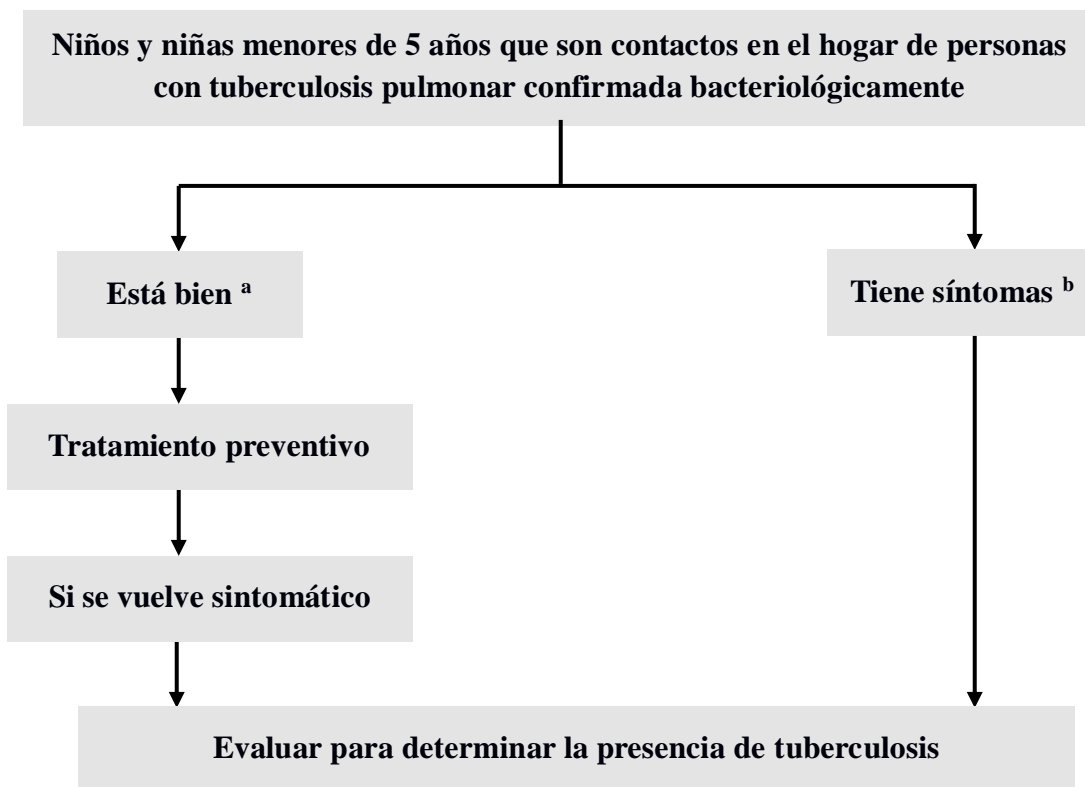 Niños y niñas menores de 5 años que son contactos en el hogar de personas
con tuberculosis pulmonar confirmada bacteriológicamente
Está bien ª
Tiene síntomas ᵇ
Tratamiento preventivo
Si se vuelve sintomático
Evaluar para determinar la presencia de tuberculosis